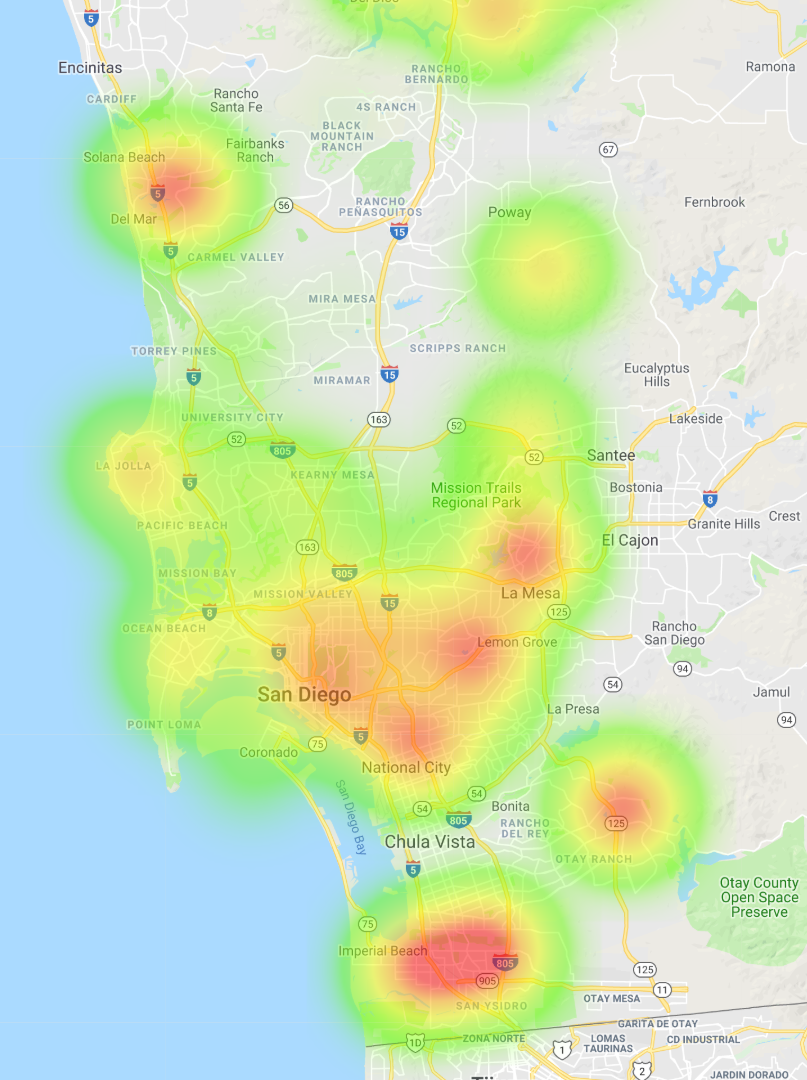 Del Dios
5
Encinitas
RANCHO
BERNARDO
Ramona
CARDIFF
Rancho
Santa Fe
4S RANCH
BLACK
MOUNTAIN
RANCH
67
Solana Beach
Fairbanks
Ranch
5
56
RANCHO
PEÑASQUITOS
Fernbrook
Del Mar
Poway
15
5
CARMEL VALLEY
MIRA MESA
TORREY PINES
SCRIPPS RANCH
5
MIRAMAR
15
Eucalyptus
Hills
UNIVERSITY CITY
163
Lakeside
52
52
805
52
Santee
LA JOLLA
5
KEARNY MESA
Mission Trails
Regional Park
Bostonia
8
PACIFIC BEACH
Granite Hills
Crest
163
El Cajon
MISSION BAY
805
MISSION VALLEY
15
La Mesa
8
125
OCEAN BEACH
Rancho
San Diego
5
Lemon Grove
94
54
San Diego
Jamul
La Presa
94
POINT LOMA
5
75
Coronado
National City
San Diego Bay
54
54
805
Bonita
RANCHO
DEL REY
125
Chula Vista
OTAY RANCH
5
Otay County
Open Space
Preserve
75
Imperial Beach
805
125
905
11
SAN YSIDRO
OTAY MESA
GARITA DE OTAY
1D
ZONA NORTE
1
LOMAS
TAURINAS
CD INDUSTRIAL
2
JARDIN DORADO